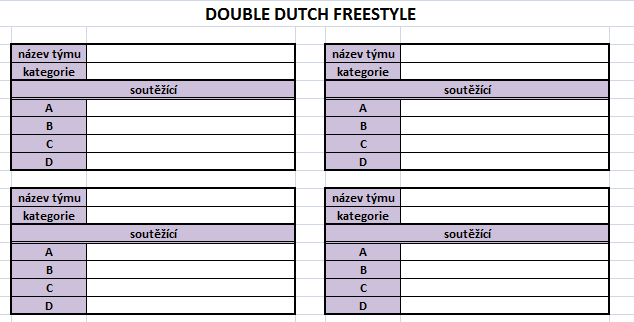 DOUBLE DUTCH FREESTYLE
název týmu
kategorie
soutěžící
A
B
C
D
název týmu
kategorie
soutěžící
A
B
C
D
název týmu
kategorie
soutěžící
A
B
C
D
název týmu
kategorie
soutěžící
A
B
C
D